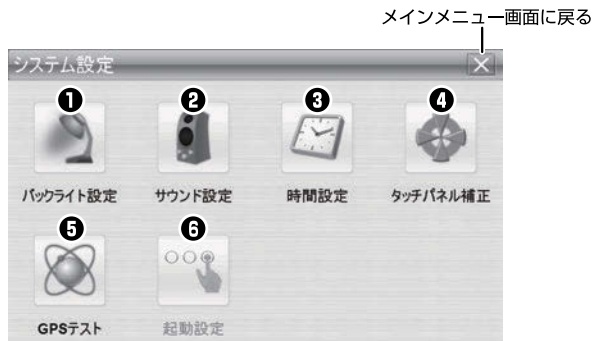 メインメニュー画面に戻る
システム設定
❶
❷
❸
❹
バックライト設定
サウンド設定
時間設定
タッチパネル補正
❺
❻
GPSテスト
起動設定